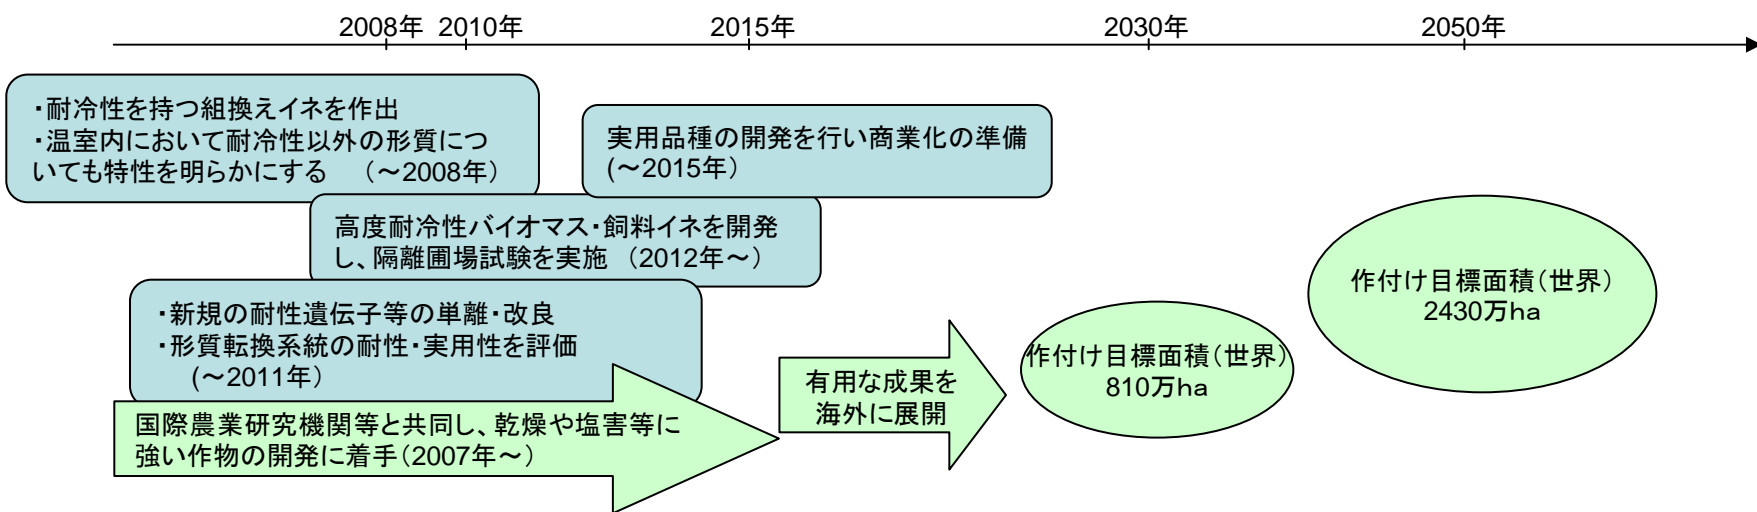 2008年 2010年 2015年 2030年 2050年
・耐冷性を持つ組換えイネを作出
・温室内において耐冷性以外の形質につ
いても特性を明らかにする　（～2008年）
実用品種の開発を行い商業化の準備
(～2015年）
高度耐冷性バイオマス・飼料イネを開発
し、隔離圃場試験を実施　（2012年～）
・新規の耐性遺伝子等の単離・改良
・形質転換系統の耐性・実用性を評価
(～2011年）
国際農業研究機関等と共同し、乾燥や塩害等に
強い作物の開発に着手（2007年～）
有用な成果を
海外に展開
作付け目標面積（世界）
810万ha
作付け目標面積（世界）
2430万ha